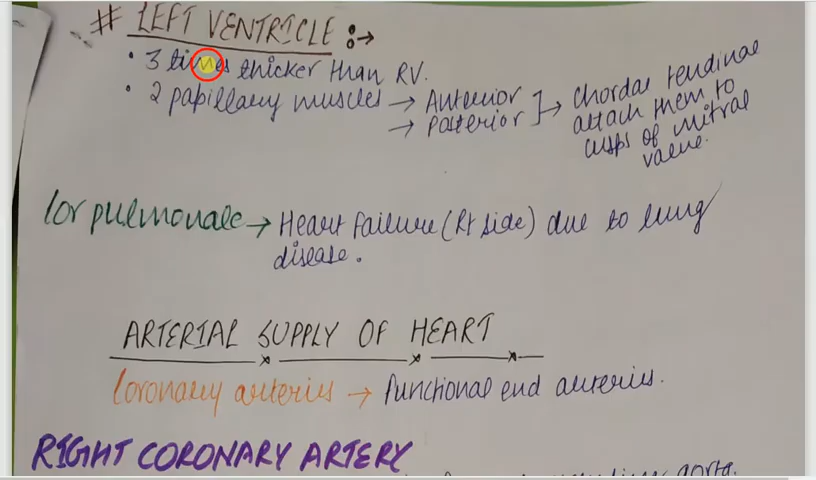 # LEFT VENTRICLE :→
• 3 times thicker than RV.
• 2 papillary muscles → Anterior
→ Posterior ] → Chordae tendinae
attach them to
cusps of mitral
valve.
Cor pulmonale → Heart Failure (Rt side) due to lung
disease.
ARTERIAL SUPPLY OF HEART
Coronary arteries → Functional end arteries.
RIGHT CORONARY ARTERY
aorta.